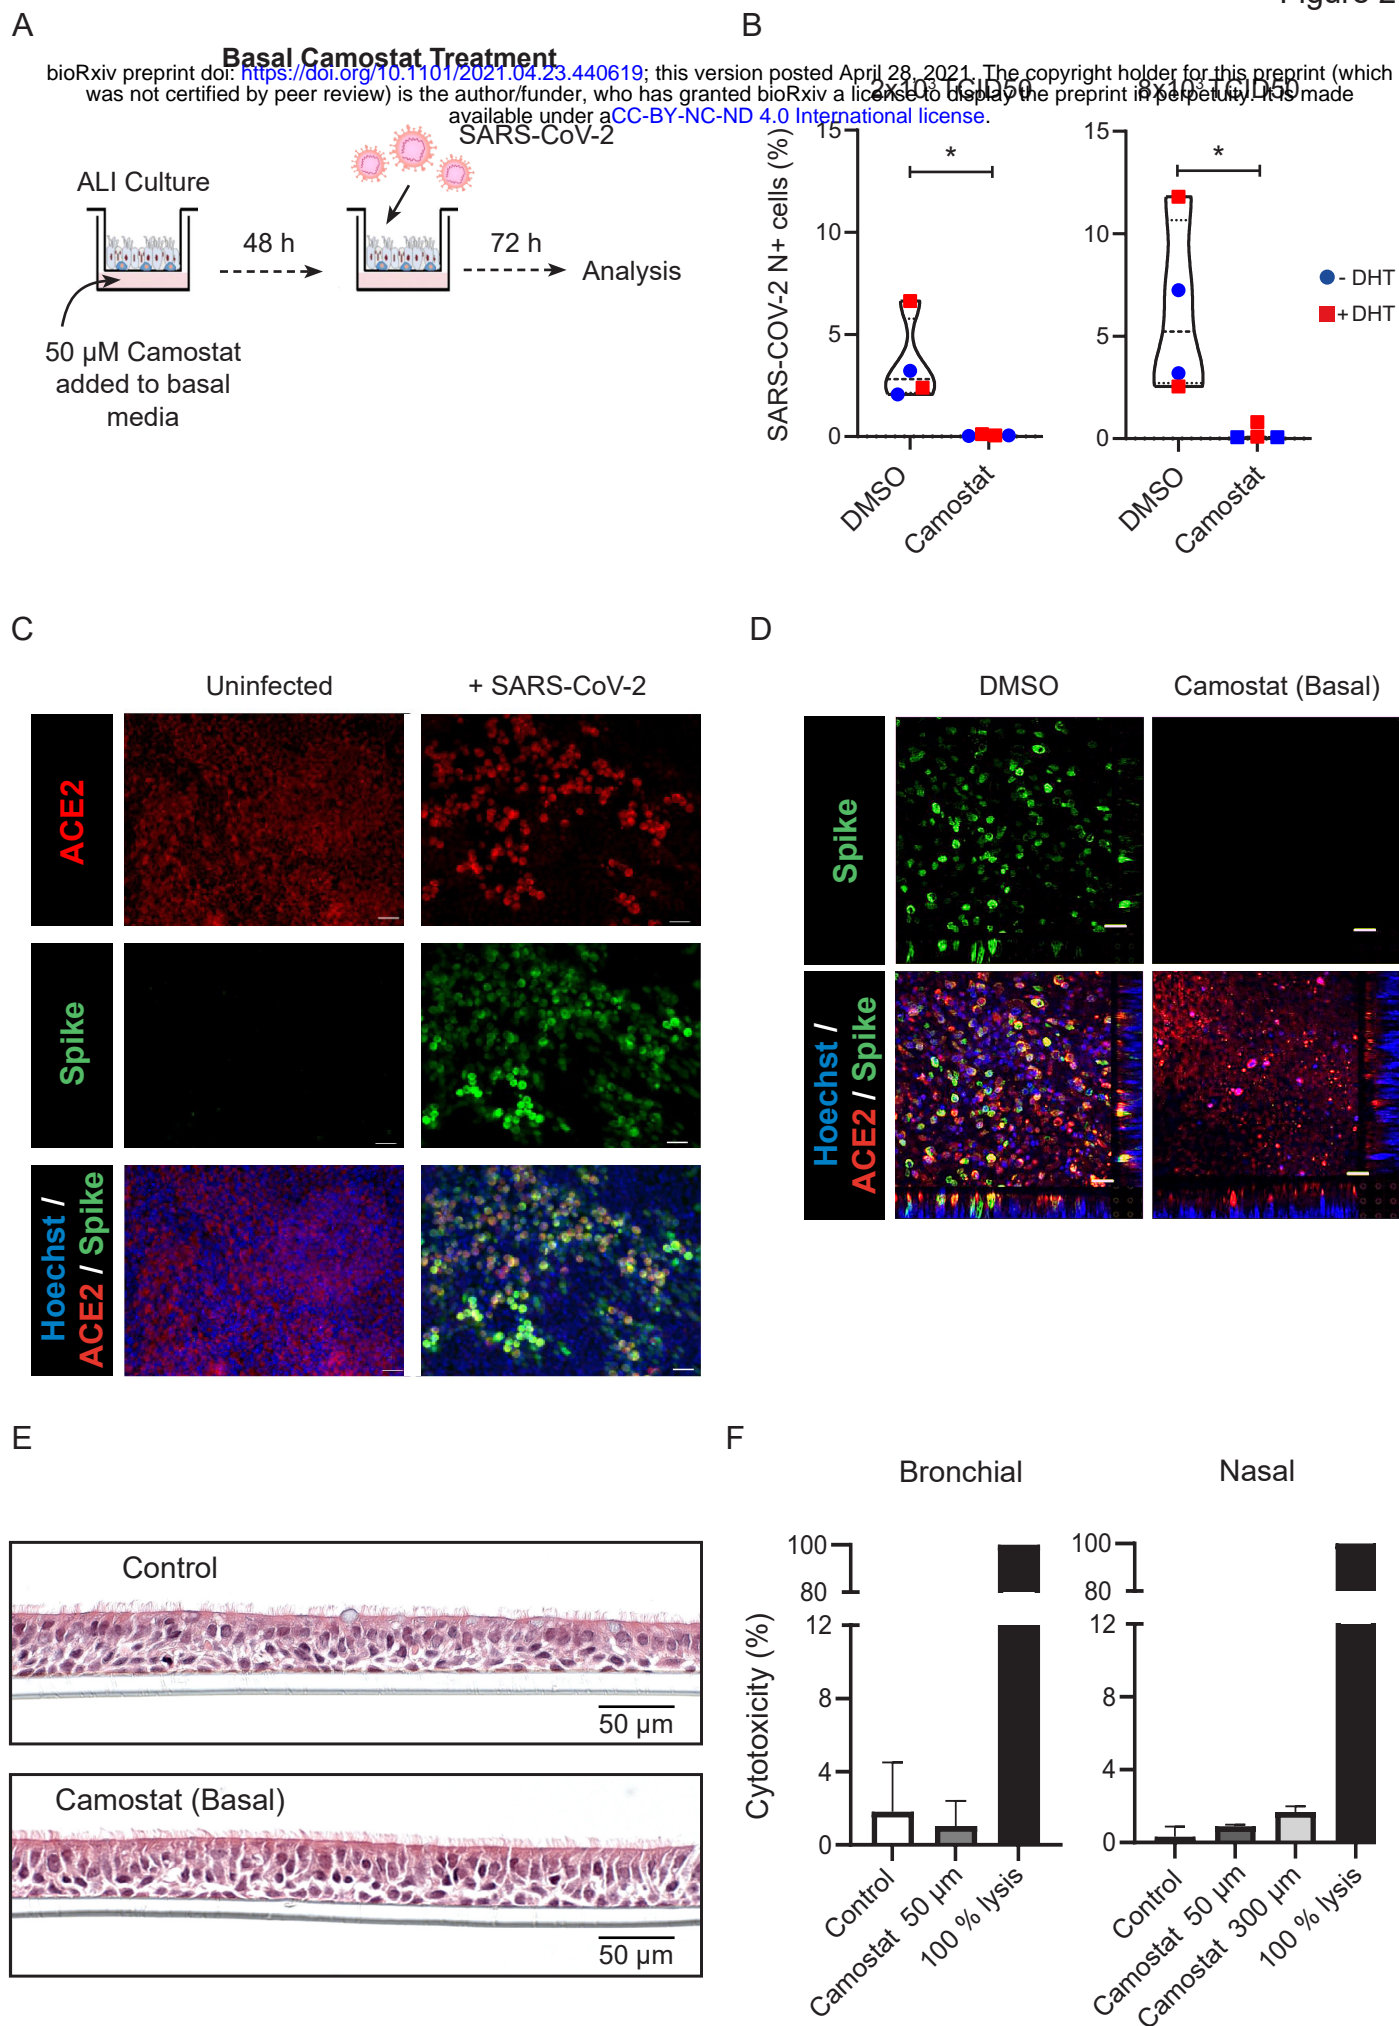 Figure 2
A
Basal Camostat Treatment
bioRxiv preprint doi: https://doi.org/10.1101/2021.04.23.440619; this version posted April 28, 2021. The copyright holder for this preprint (which
was not certified by peer review) is the author/funder, who has granted bioRxiv a license to display the preprint in perpetuity. It is made
available under aCC-BY-NC-ND 4.0 International license.
SARS-CoV-2
ALI Culture
48 h
72 h
Analysis
50 µM Camostat
added to basal
media
B
2x10³ TCID50
8x10³ TCID50
SARS-COV-2 N+ cells (%)
15
10
5
0
*
DMSO
Camostat
15
10
5
0
*
DMSO
Camostat
- DHT
+ DHT
C
Uninfected
+ SARS-CoV-2
ACE2
Spike
Hoechst /
ACE2 / Spike
D
DMSO
Camostat (Basal)
Spike
Hoechst /
ACE2 / Spike
E
Control
50 µm
Camostat (Basal)
50 µm
F
Bronchial
Nasal
Cytotoxicity (%)
100
80
12
8
4
0
Control
Camostat 50 µm
100 % lysis
100
80
12
8
4
0
Control
Camostat 50 µm
Camostat 300 µm
100 % lysis